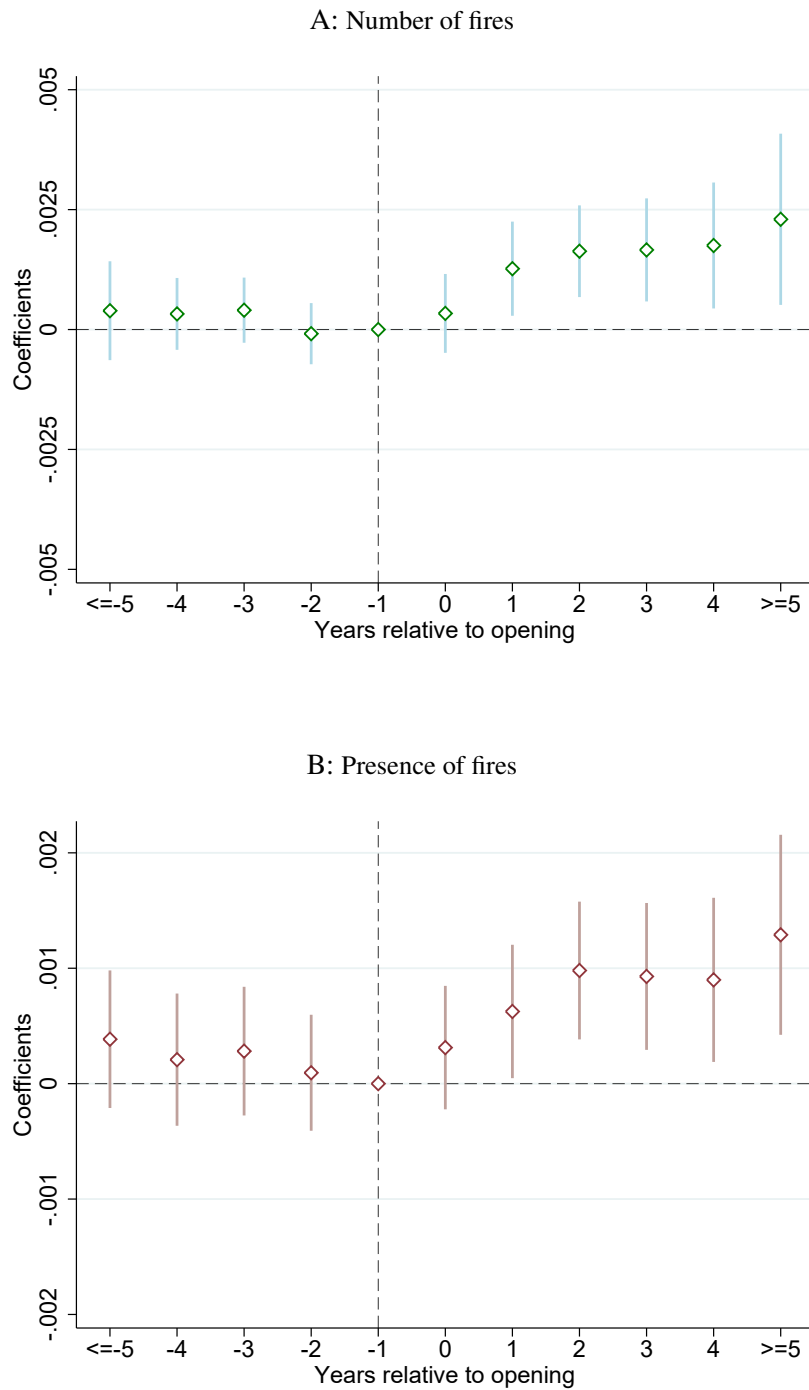 A: Number of fires
.005
.0025
0
-.0025
-.005
Coefficients
<=-5 -4 -3 -2 -1 0 1 2 3 4 >=5
Years relative to opening
B: Presence of fires
.002
.001
0
-.001
-.002
Coefficients
<=-5 -4 -3 -2 -1 0 1 2 3 4 >=5
Years relative to opening